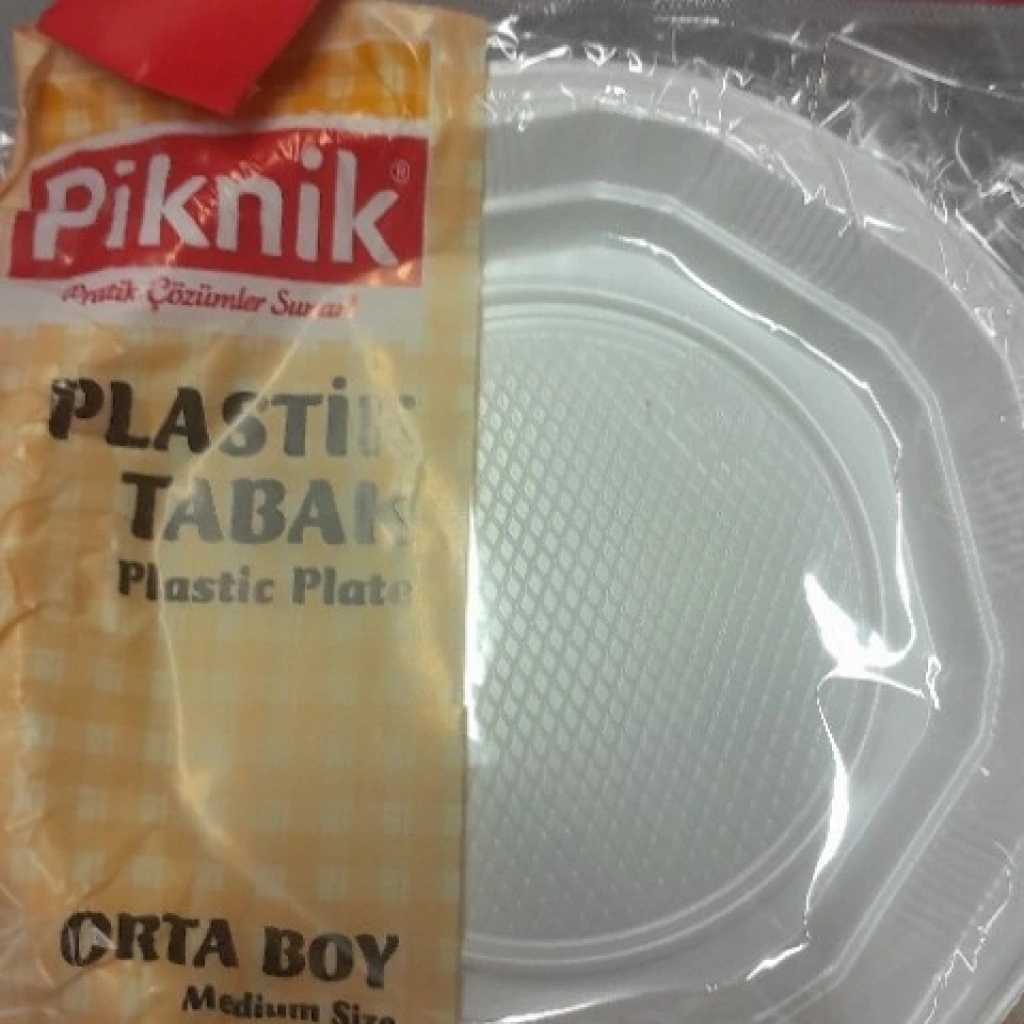 Piknik®
Pratik Çözümler Sunar!
PLASTİK
TABAK
Plastic Plate
ORTA BOY
Medium Size